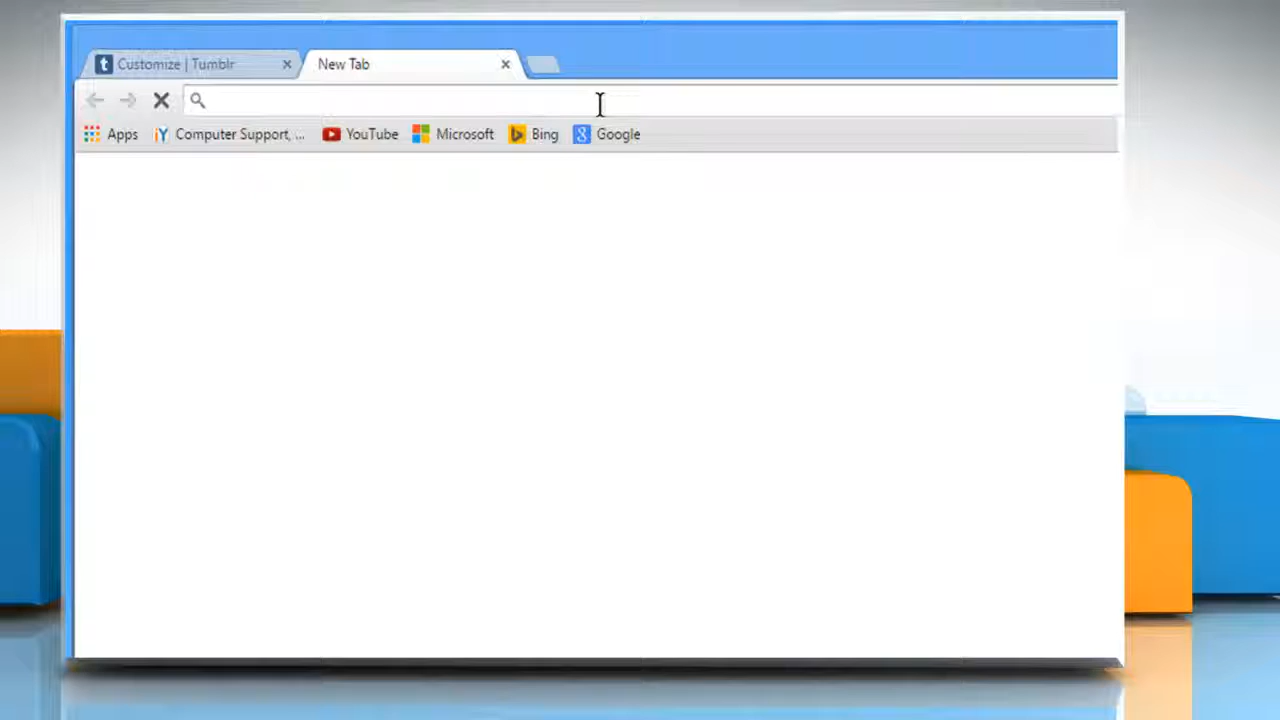 Customize | Tumblr New Tab
Apps Computer Support, ... YouTube Microsoft Bing Google